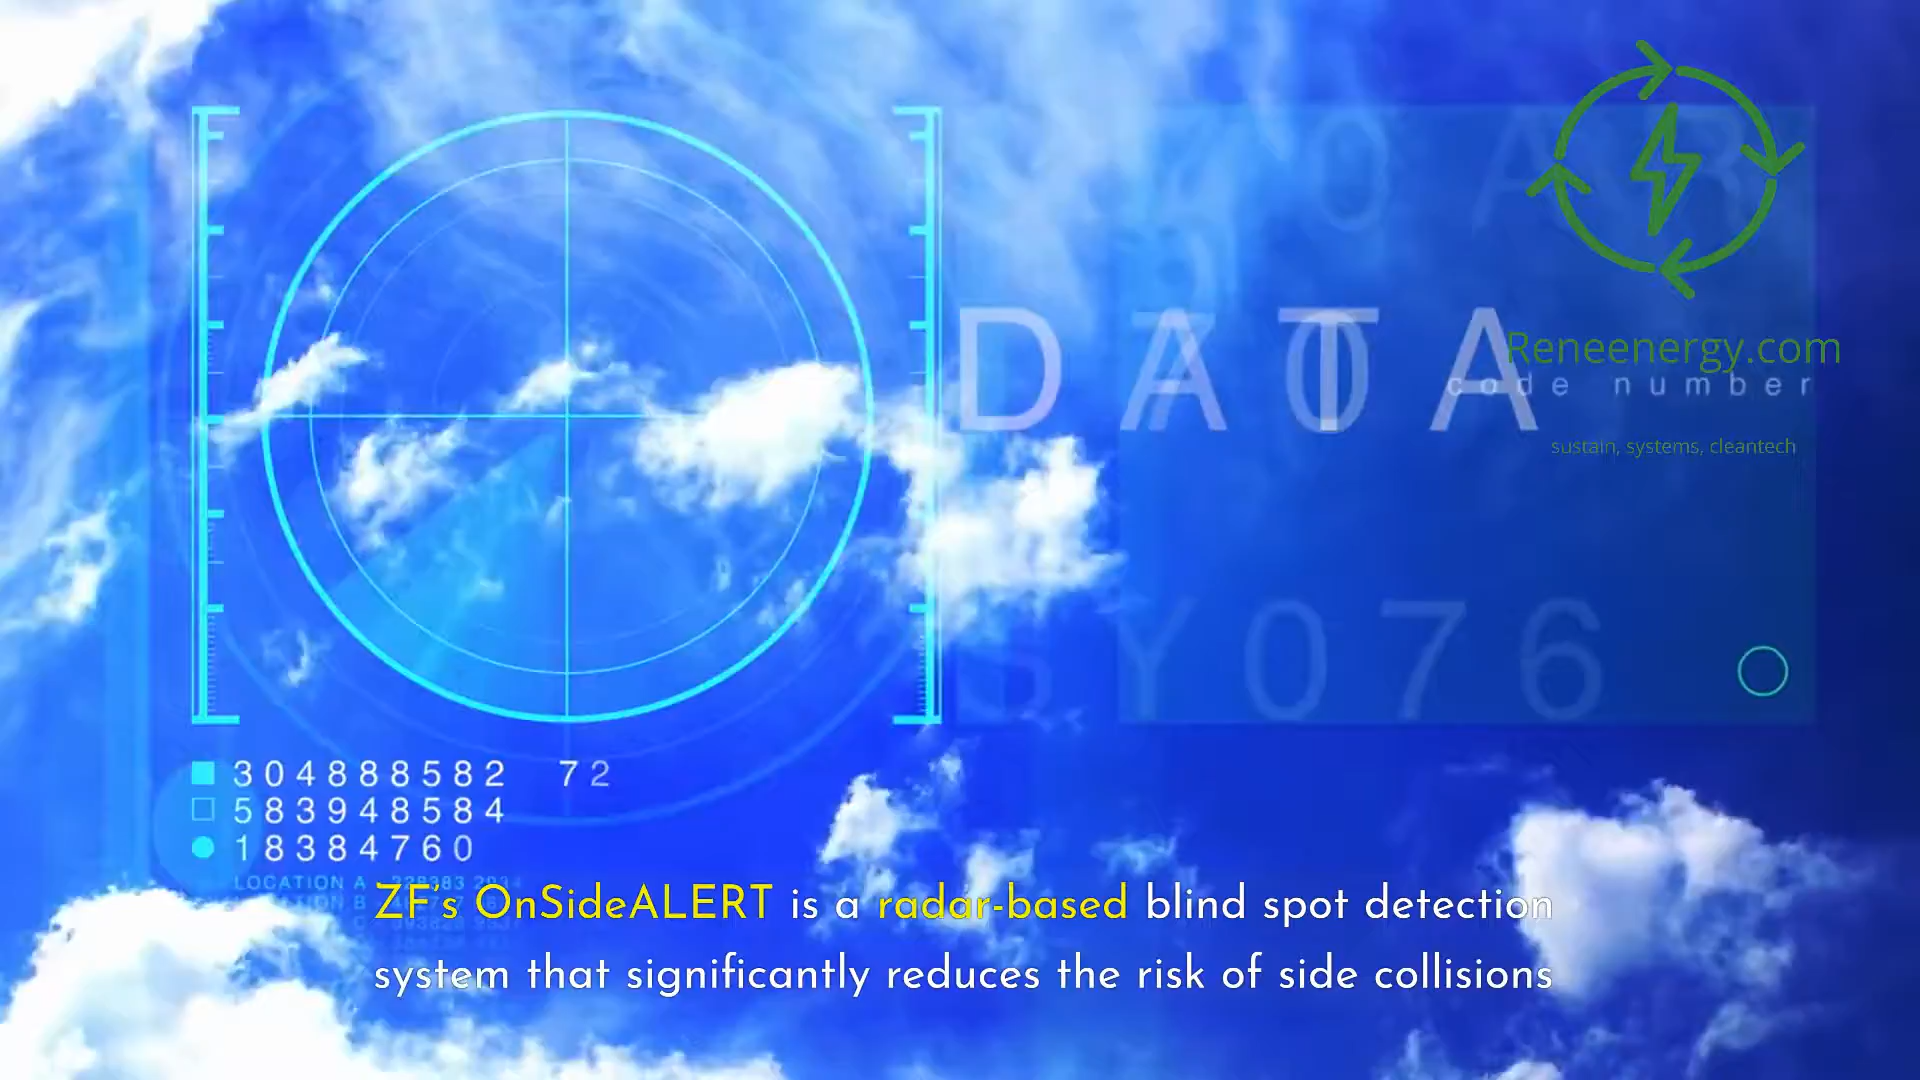 DATA
Reneenergy.com
code number
sustain, systems, cleantech
SY076
304888582 72
583948584
18384760
LOCATION A
ZF's OnSideALERT is a radar-based blind spot detection
system that significantly reduces the risk of side collisions